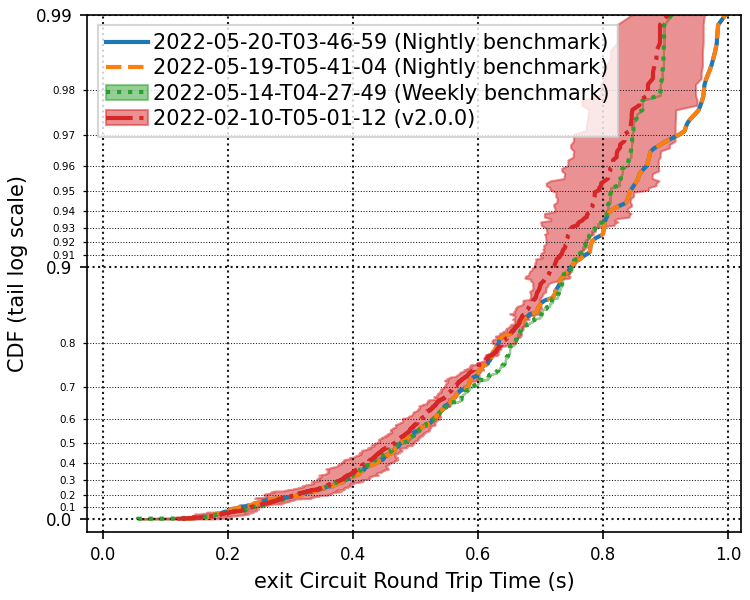 2022-05-20-T03-46-59 (Nightly benchmark)
2022-05-19-T05-41-04 (Nightly benchmark)
2022-05-14-T04-27-49 (Weekly benchmark)
2022-02-10-T05-01-12 (v2.0.0)
CDF (tail log scale)
0.99
0.98
0.97
0.96
0.95
0.94
0.93
0.92
0.91
0.9
0.8
0.7
0.6
0.5
0.4
0.3
0.2
0.1
0.0
0.0 0.2 0.4 0.6 0.8 1.0
exit Circuit Round Trip Time (s)